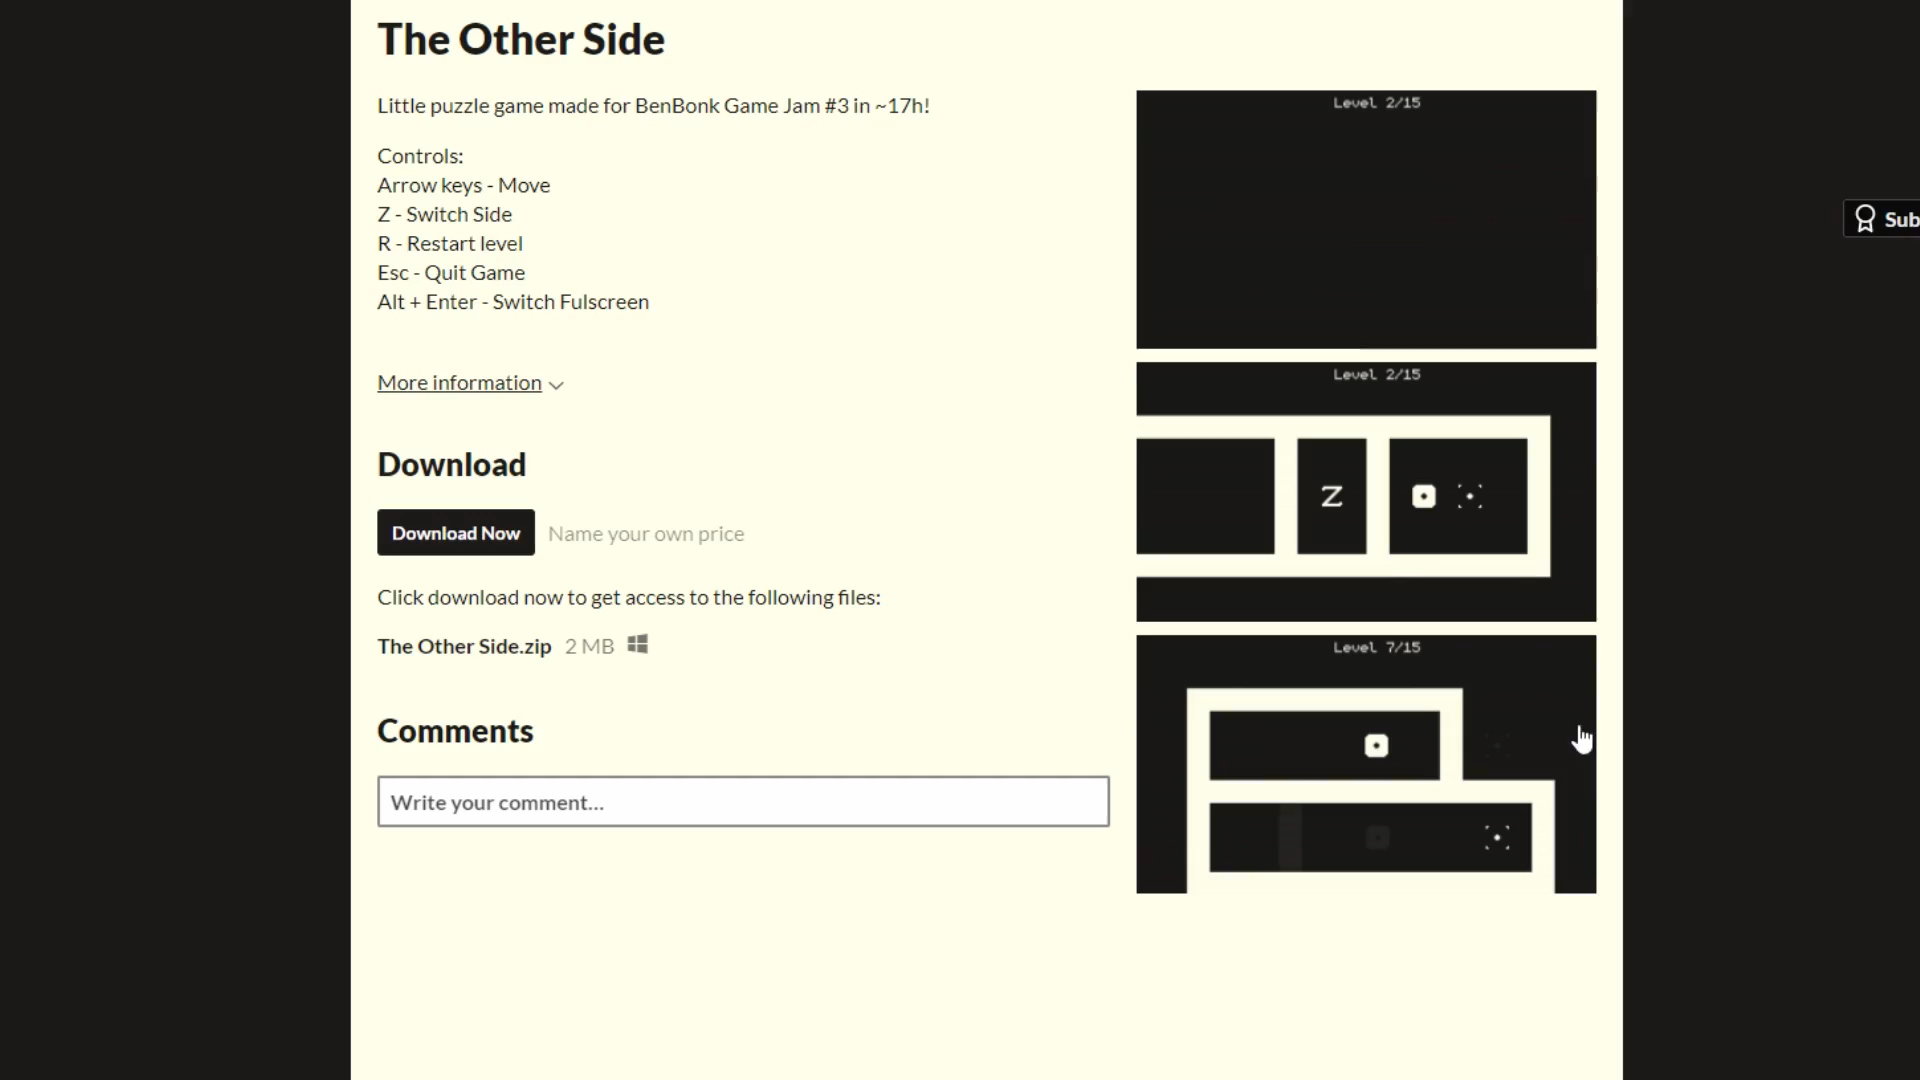 The Other Side
Little puzzle game made for BenBonk Game Jam #3 in ~17h!
Controls:
Arrow keys - Move
Z - Switch Side
R - Restart level
Esc - Quit Game
Alt + Enter - Switch Fulscreen
More information
Download
Download Now
Name your own price
Click download now to get access to the following files:
The Other Side.zip 2 MB
Comments
Write your comment...
Level 2/15
Level 2/15
Z
Level 7/15
Sub